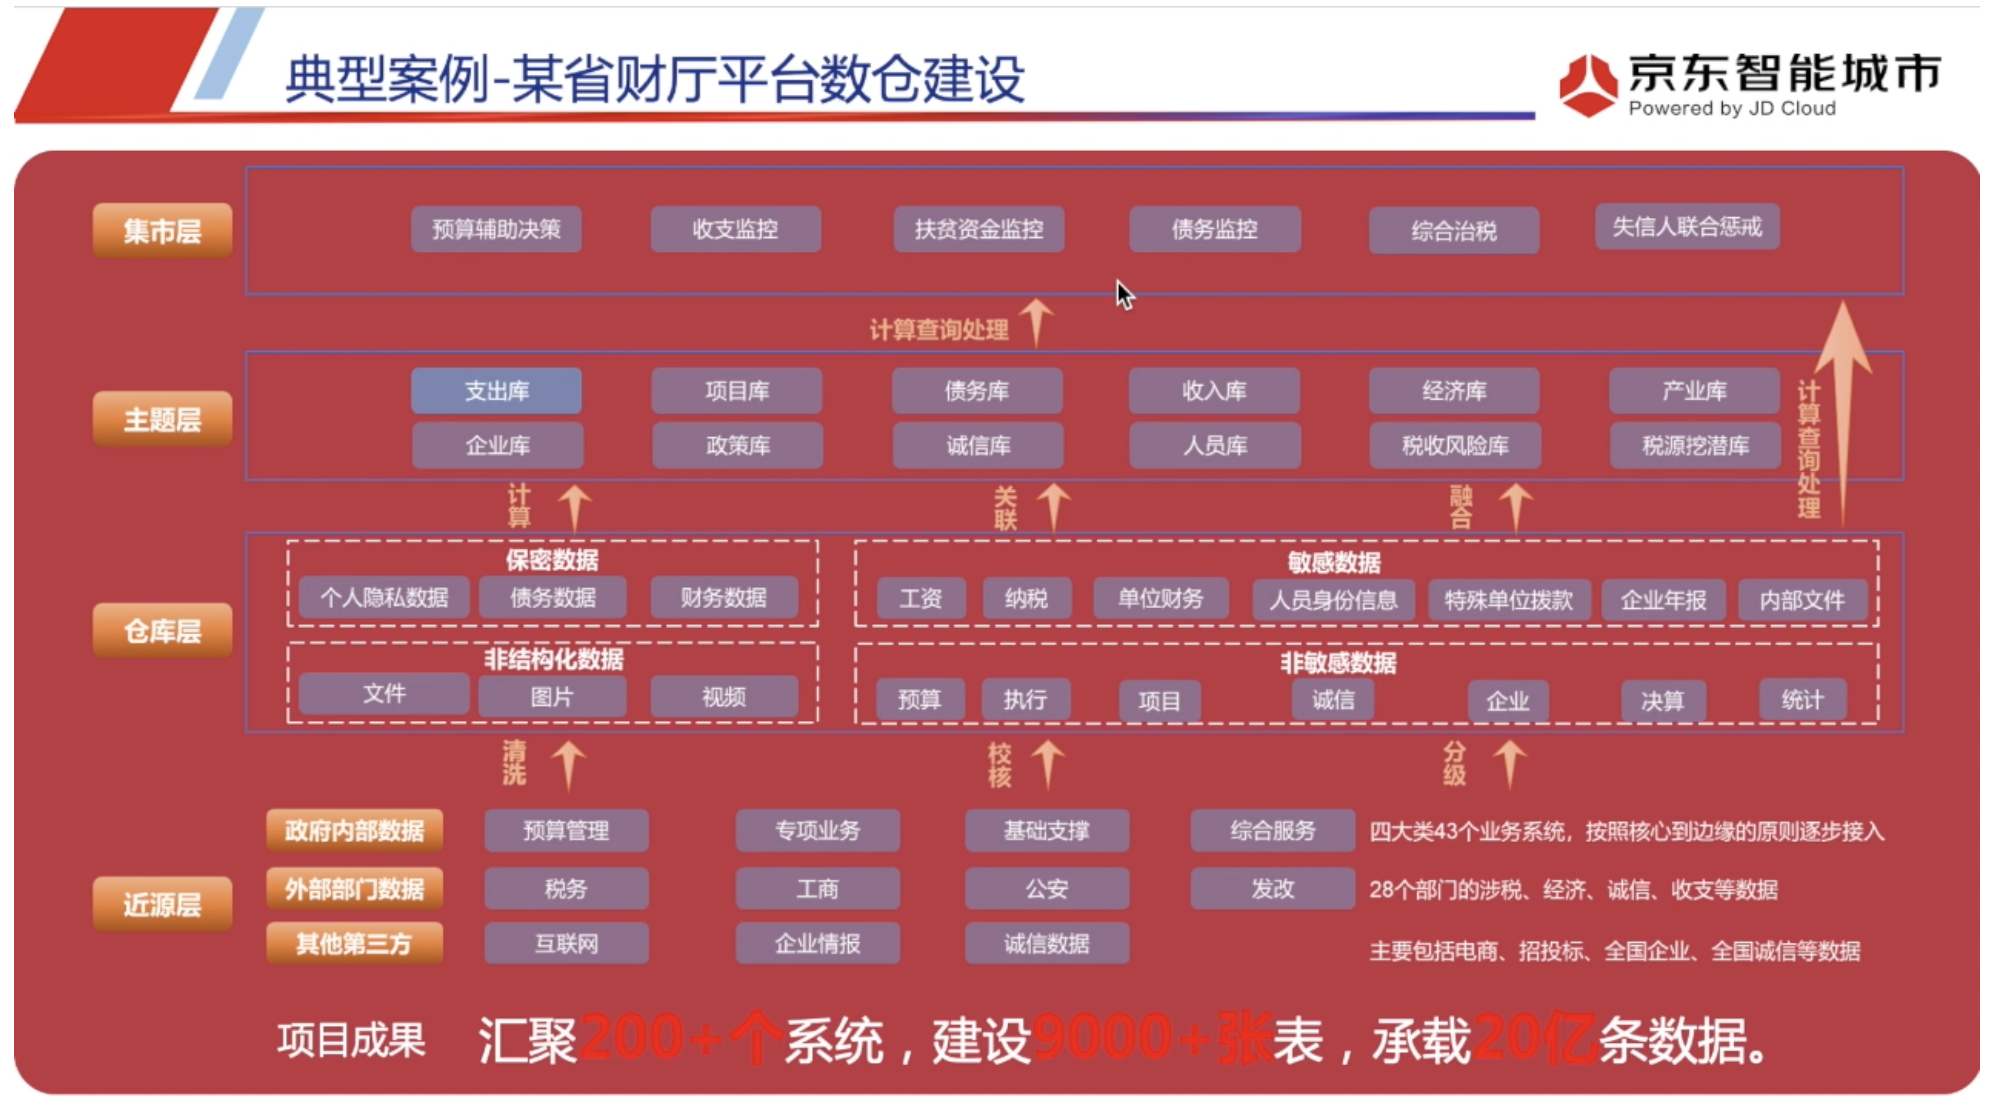 典型案例-某省财厅平台数仓建设
京东智能城市
Powered by JD Cloud
集市层
预算辅助决策 收支监控 扶贫资金监控 债务监控 综合治税 失信人联合惩戒
计算查询处理
主题层
支出库 项目库 债务库 收入库 经济库 产业库
企业库 政策库 诚信库 人员库 税收风险库 税源挖潜库
计算查询处理
计算 关联 融合
仓库层
保密数据
个人隐私数据 债务数据 财务数据
敏感数据
工资 纳税 单位财务 人员身份信息 特殊单位拨款 企业年报 内部文件
非结构化数据
文件 图片 视频
非敏感数据
预算 执行 项目 诚信 企业 决算 统计
清洗 校核 分级
近源层
政府内部数据 预算管理 专项业务 基础支撑 综合服务 四大类43个业务系统，按照核心到边缘的原则逐步接入
外部部门数据 税务 工商 公安 发改 28个部门的涉税、经济、诚信、收支等数据
其他第三方 互联网 企业情报 诚信数据 主要包括电商、招投标、全国企业、全国诚信等数据
项目成果 汇聚200+个系统，建设9000+张表，承载20亿条数据。